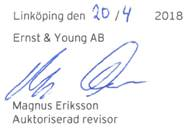 Linköping den 20/4 2018
Ernst & Young AB
Magnus Eriksson
Auktoriserad revisor